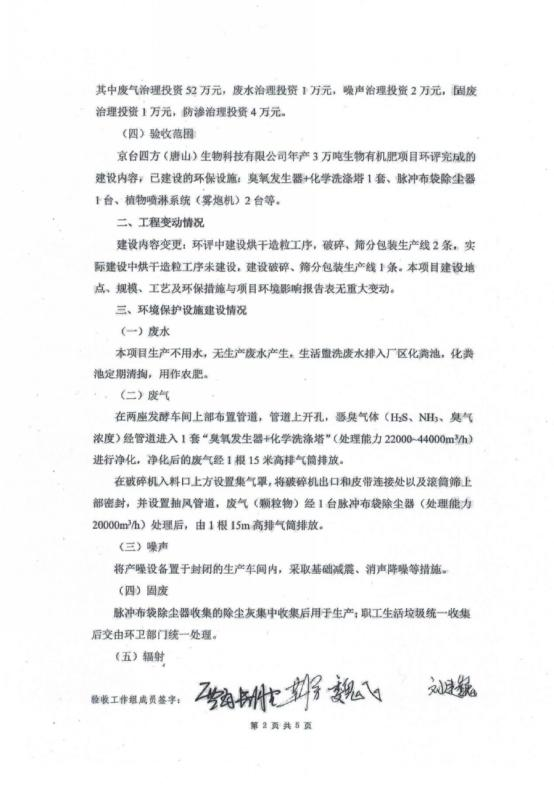 其中废气治理投资 52 万元，废水治理投资 1 万元，噪声治理投资 2 万元，固废
治理投资 1 万元，防渗治理投资 4 万元。
（四）验收范围
京台四方（唐山）生物科技有限公司年产 3 万吨生物有机肥项目环评完成的
建设内容，已建设的环保设施：臭氧发生器+化学洗涤塔 1 套、脉冲布袋除尘器
1 台、植物喷淋系统（雾炮机）2 台等。
二、工程变动情况
建设内容变更：环评中建设烘干造粒工序，破碎、筛分包装生产线 2 条。实
际建设中烘干造粒工序未建设，建设破碎、筛分包装生产线 1 条。本项目建设地
点、规模、工艺及环保措施与项目环境影响报告表无重大变动。
三、环境保护设施建设情况
（一）废水
本项目生产不用水，无生产废水产生。生活盥洗废水排入厂区化粪池，化粪
池定期清掏，用作农肥。
（二）废气
在两座发酵车间上部布置管道，管道上开孔，恶臭气体（H₂S、NH₃、臭气
浓度）经管道进入 1 套“臭氧发生器+化学洗涤塔”（处理能力 22000~44000m³/h）
进行净化，净化后的废气经 1 根 15 米高排气筒排放。
在破碎机入料口上方设置集气罩，将破碎机出口和皮带连接处以及滚筒筛上
部密封，并设置抽风管道，废气（颗粒物）经 1 台脉冲布袋除尘器（处理能力
20000m³/h）处理后，由 1 根 15m 高排气筒排放。
（三）噪声
将产噪设备置于封闭的生产车间内，采取基础减震、消声降噪等措施。
（四）固废
脉冲布袋除尘器收集的除尘灰集中收集后用于生产；职工生活垃圾统一收集
后交由环卫部门统一处理。
（五）辐射
验收工作组成员签字：
第 2 页 共 5 页